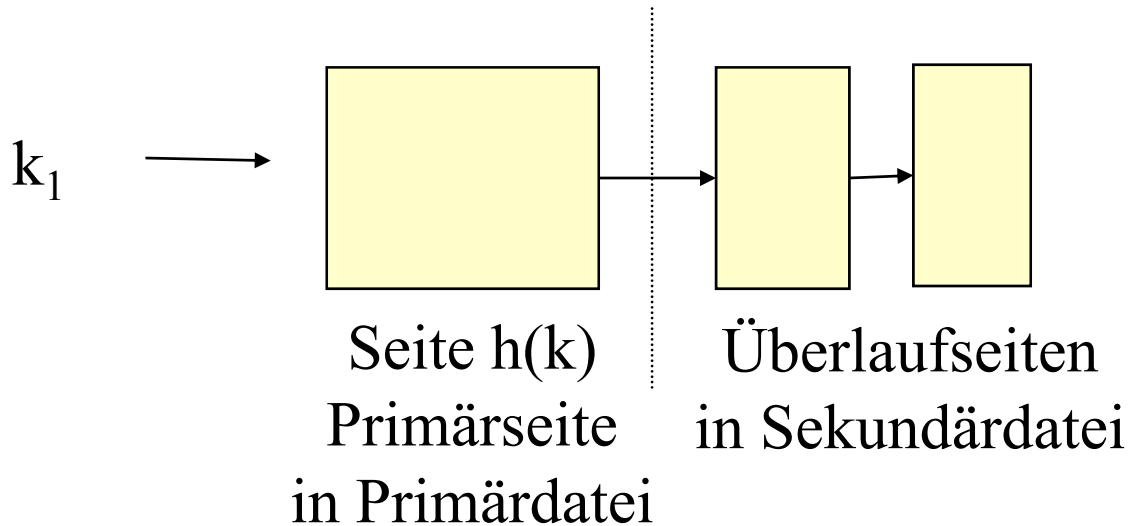 k₁
Seite h(k)
Primärseite
in Primärdatei
Überlaufseiten
in Sekundärdatei